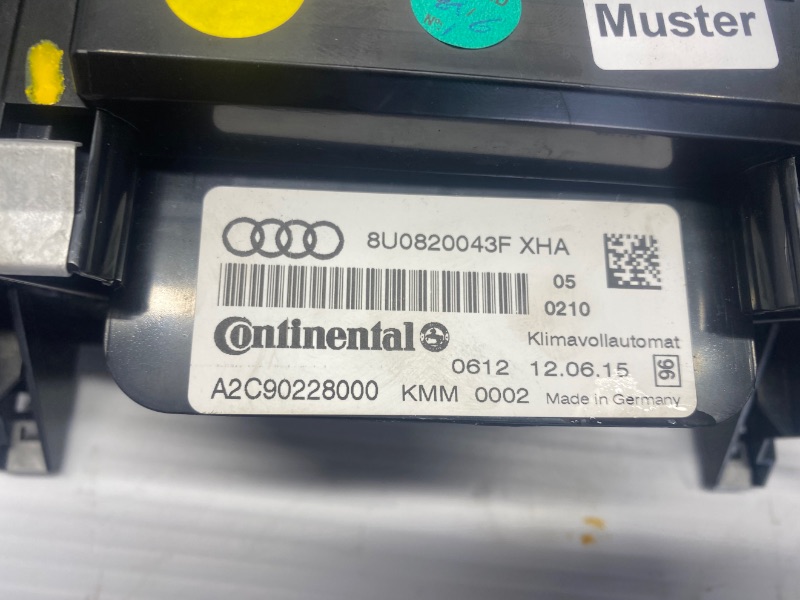 Muster
8U0820043F XHA
05
0210
Continental
Klimavollautomat
0612 12.06.15 96
A2C90228000 KMM 0002 Made in Germany